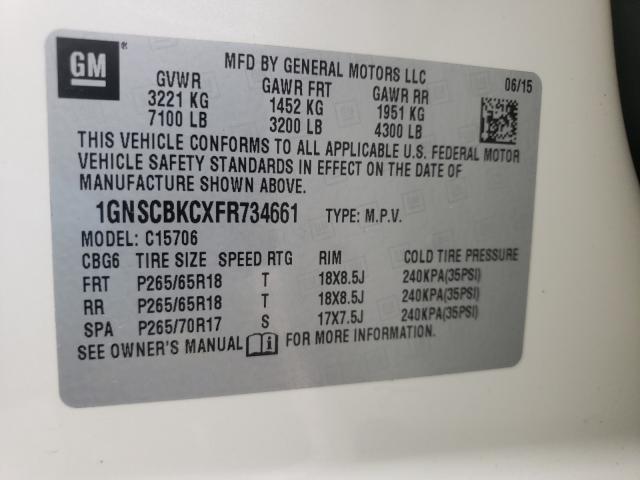 GM
MFD BY GENERAL MOTORS LLC 06/15
GVWR GAWR FRT GAWR RR
3221 KG 1452 KG 1951 KG
7100 LB 3200 LB 4300 LB
THIS VEHICLE CONFORMS TO ALL APPLICABLE U.S. FEDERAL MOTOR
VEHICLE SAFETY STANDARDS IN EFFECT ON THE DATE OF
MANUFACTURE SHOWN ABOVE.
1GNSCBKCXFR734661 TYPE: M.P.V.
MODEL: C15706
CBG6 TIRE SIZE SPEED RTG RIM COLD TIRE PRESSURE
FRT P265/65R18 T 18X8.5J 240KPA(35PSI)
RR P265/65R18 T 18X8.5J 240KPA(35PSI)
SPA P265/70R17 S 17X7.5J 240KPA(35PSI)
SEE OWNER'S MANUAL FOR MORE INFORMATION.